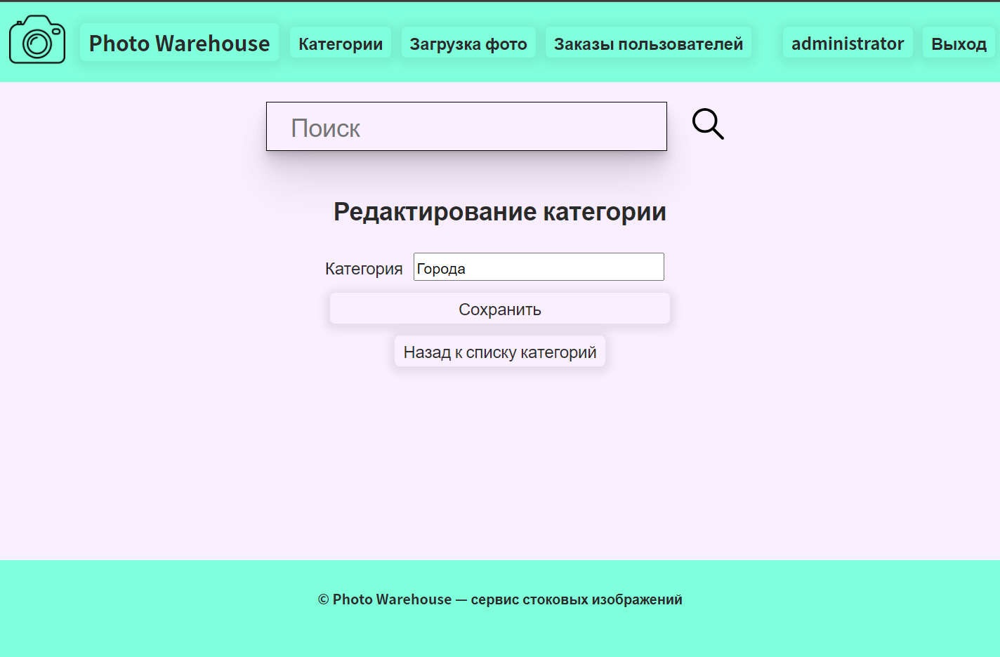 Photo Warehouse Категории Загрузка фото Заказы пользователей administrator Выход
Поиск
Редактирование категории
Категория Города
Сохранить
Назад к списку категорий
© Photo Warehouse — сервис стоковых изображений